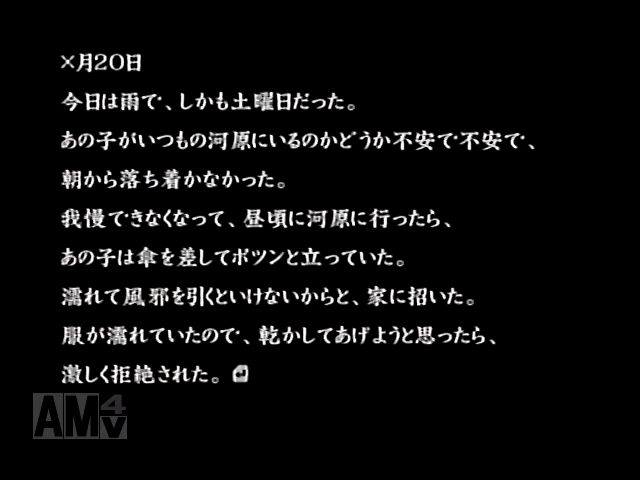 ×月20日
今日は雨で、しかも土曜日だった。
あの子がいつもの河原にいるのかどうか不安で不安で、
朝から落ち着かなかった。
我慢できなくなって、昼頃に河原に行ったら、
あの子は傘を差してポツンと立っていた。
濡れて風邪を引くといけないからと、家に招いた。
服が濡れていたので、乾かしてあげようと思ったら、
激しく拒絶された。
AM4V